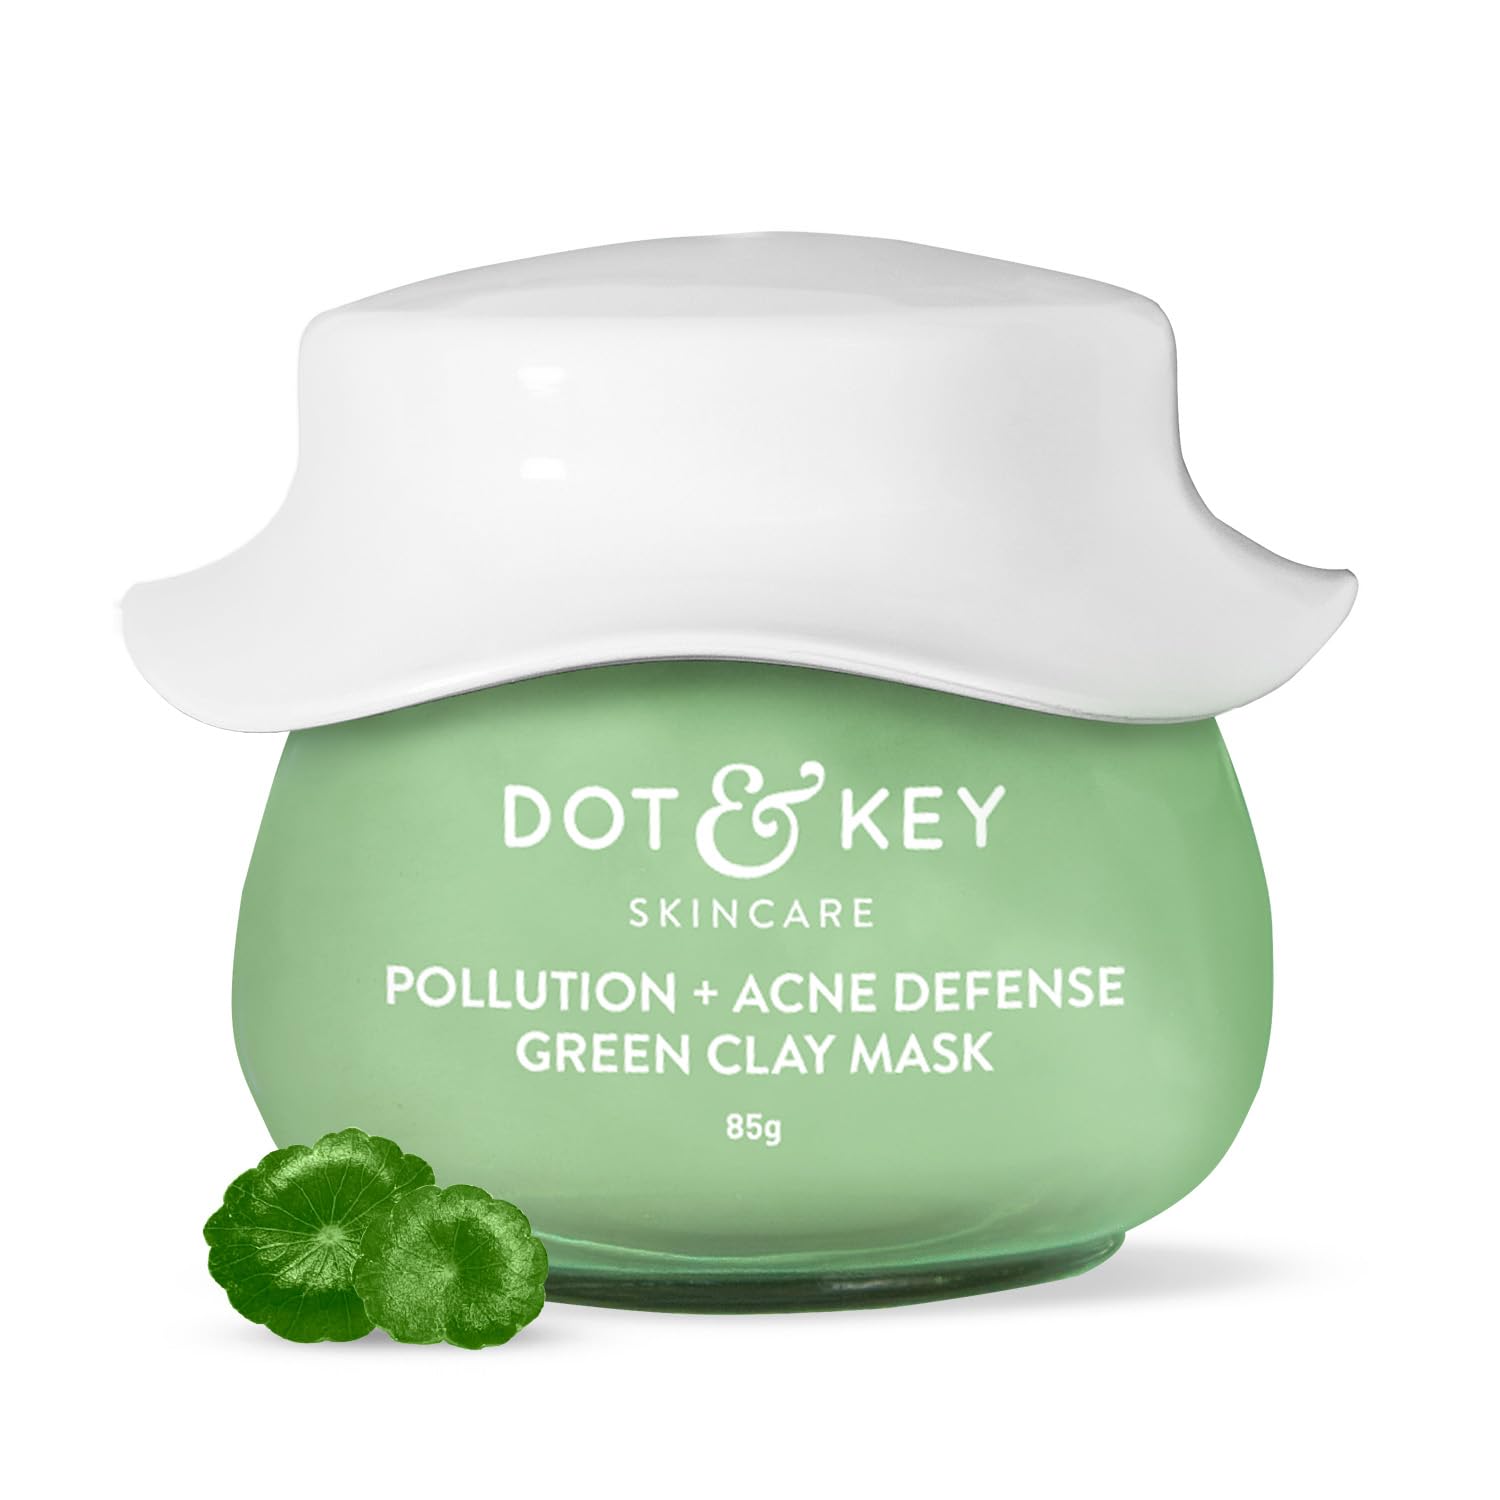 DOT & KEY
SKINCARE
POLLUTION + ACNE DEFENSE
GREEN CLAY MASK
85g